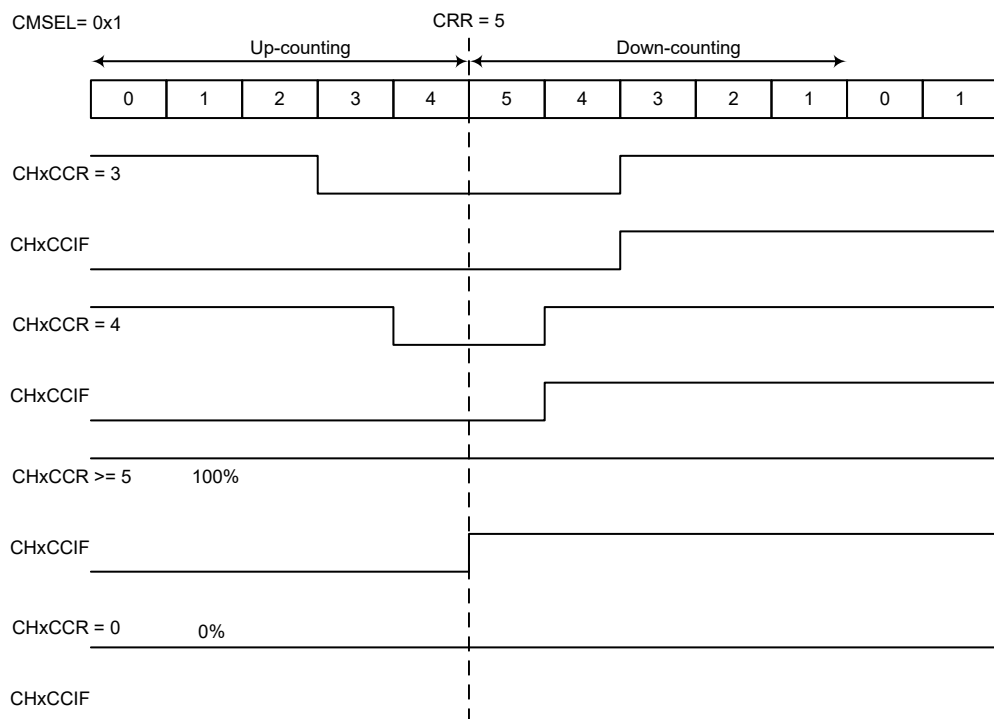 CMSEL= 0x1
CRR = 5
Up-counting
Down-counting
0 1 2 3 4 5 4 3 2 1 0 1
CHxCCR = 3
CHxCCIF
CHxCCR = 4
CHxCCIF
CHxCCR >= 5 100%
CHxCCIF
CHxCCR = 0 0%
CHxCCIF